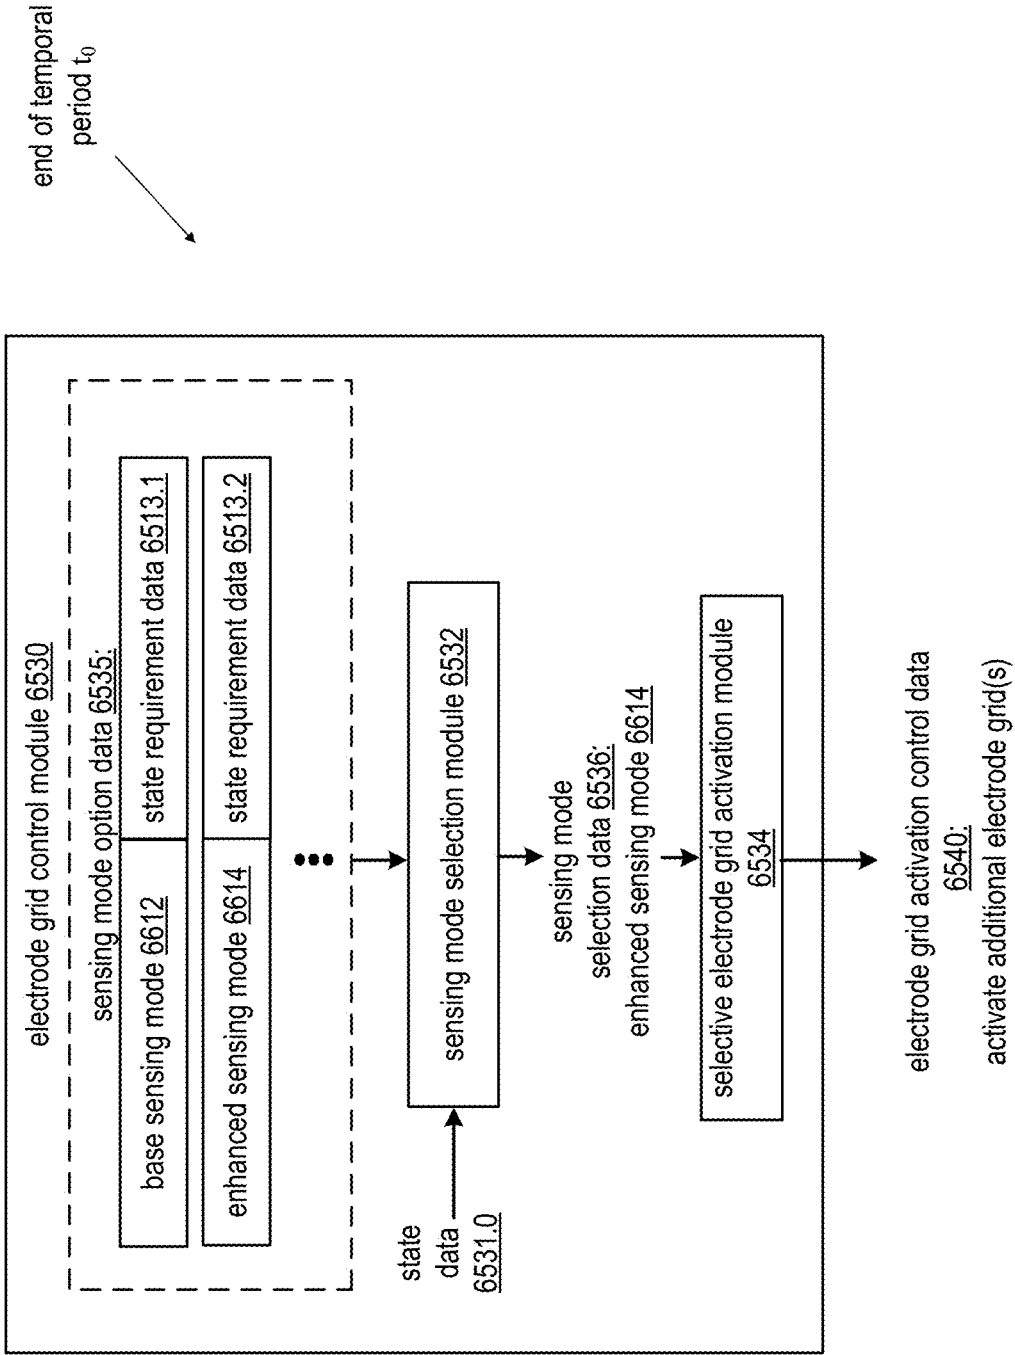 end of temporal
period t0
electrode grid control module 6530
sensing mode option data 6535:
base sensing mode 6612
state requirement data 6513.1
enhanced sensing mode 6614
state requirement data 6513.2
state
data
6531.0
sensing mode selection module 6532
sensing mode
selection data 6536:
enhanced sensing mode 6614
selective electrode grid activation module
6534
electrode grid activation control data
6540:
activate additional electrode grid(s)